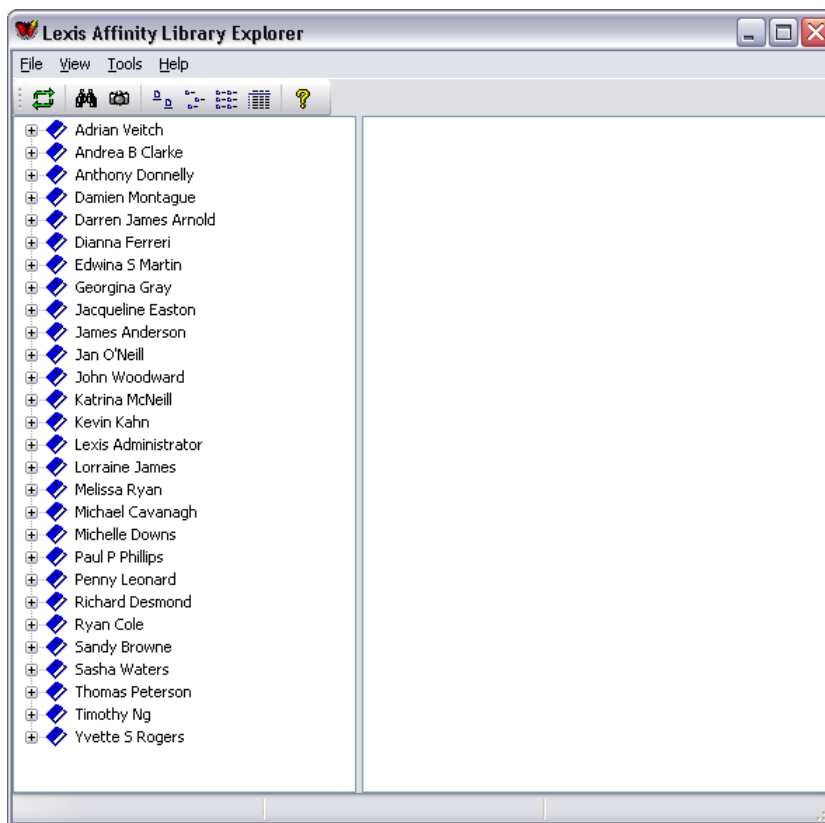 Lexis Affinity Library Explorer
File View Tools Help
Adrian Veitch
Andrea B Clarke
Anthony Donnelly
Damien Montague
Darren James Arnold
Dianna Ferreri
Edwina S Martin
Georgina Gray
Jacqueline Easton
James Anderson
Jan O'Neill
John Woodward
Katrina McNeill
Kevin Kahn
Lexis Administrator
Lorraine James
Melissa Ryan
Michael Cavanagh
Michelle Downs
Paul P Phillips
Penny Leonard
Richard Desmond
Ryan Cole
Sandy Browne
Sasha Waters
Thomas Peterson
Timothy Ng
Yvette S Rogers